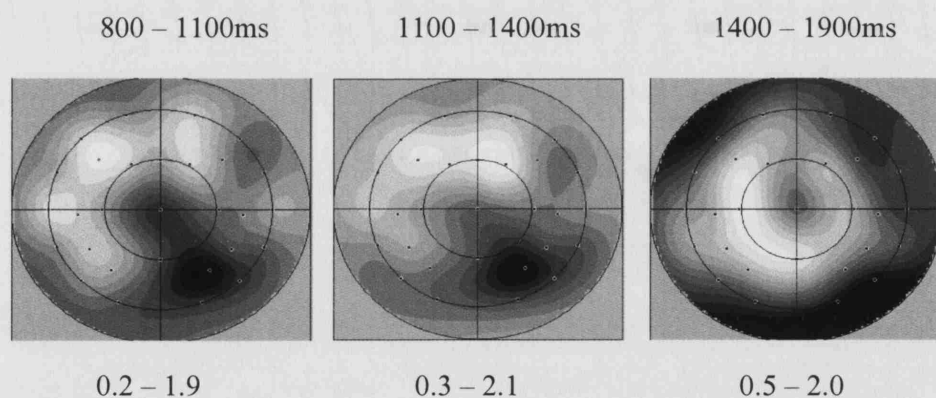 800 – 1100ms 1100 – 1400ms 1400 – 1900ms
0.2 – 1.9 0.3 – 2.1 0.5 – 2.0